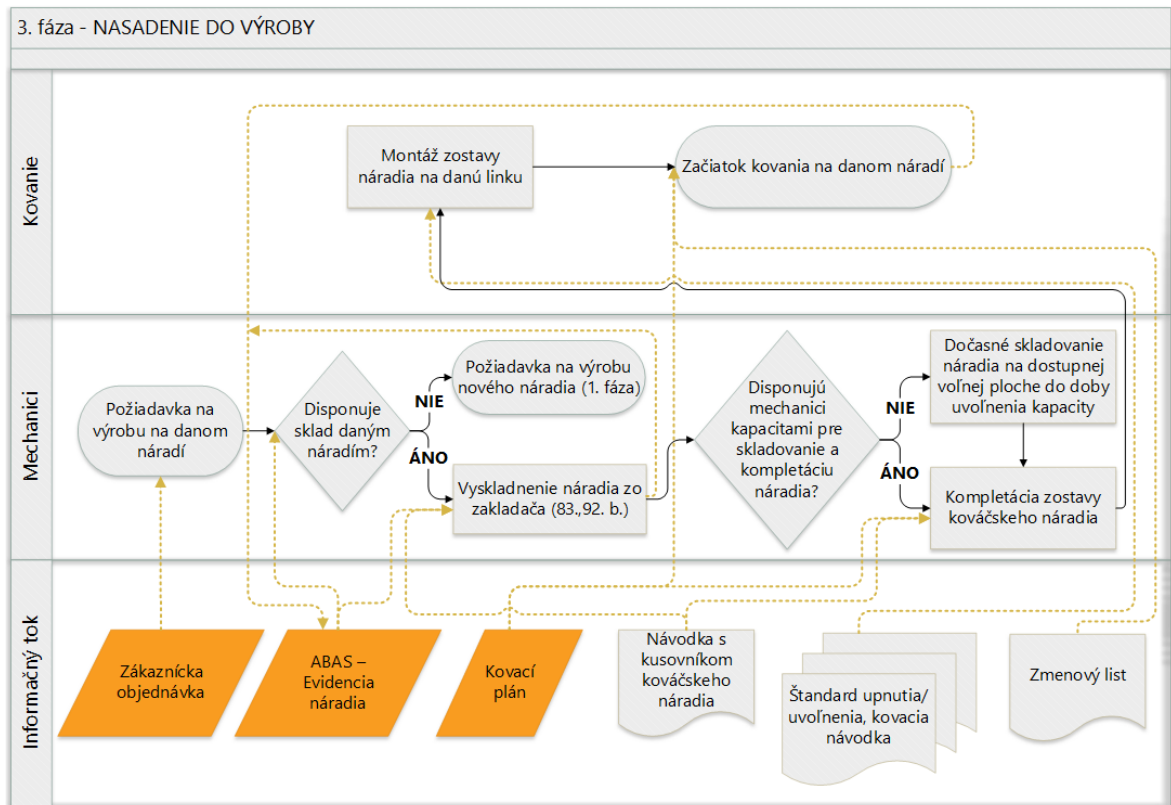 3. fáza - NASADENIE DO VÝROBY
Kovanie
Montáž zostavy
náradia na danú linku
Začiatok kovania na danom náradí
Mechanici
Požiadavka na
výrobu na danom
náradí
Disponuje
sklad daným
náradím?
NIE
ÁNO
Požiadavka na výrobu
nového náradia (1. fáza)
Vyskladnenie náradia zo
zakladača (83.,92. b.)
Disponujú
mechanici
kapacitami pre
skladovanie a
kompletáciu
náradia?
NIE
ÁNO
Dočasné skladovanie
náradia na dostupnej
voľnej ploche do doby
uvoľnenia kapacity
Kompletácia zostavy
kováčskeho náradia
Informačný tok
Zákaznícka
objednávka
ABAS –
Evidencia
náradia
Kovací
plán
Návodka s
kusovníkom
kováčskeho
náradia
Štandard upnutia/
uvoľnenia, kovacia
návodka
Zmenový list